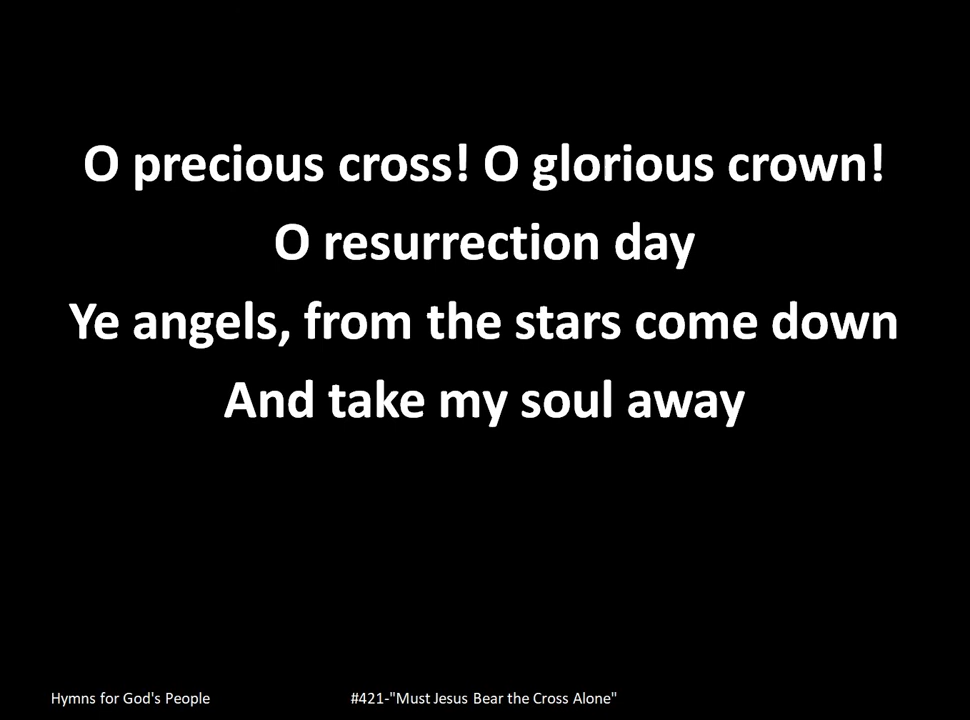 O precious cross! O glorious crown!
O resurrection day
Ye angels, from the stars come down
And take my soul away
Hymns for God's People
#421-"Must Jesus Bear the Cross Alone"